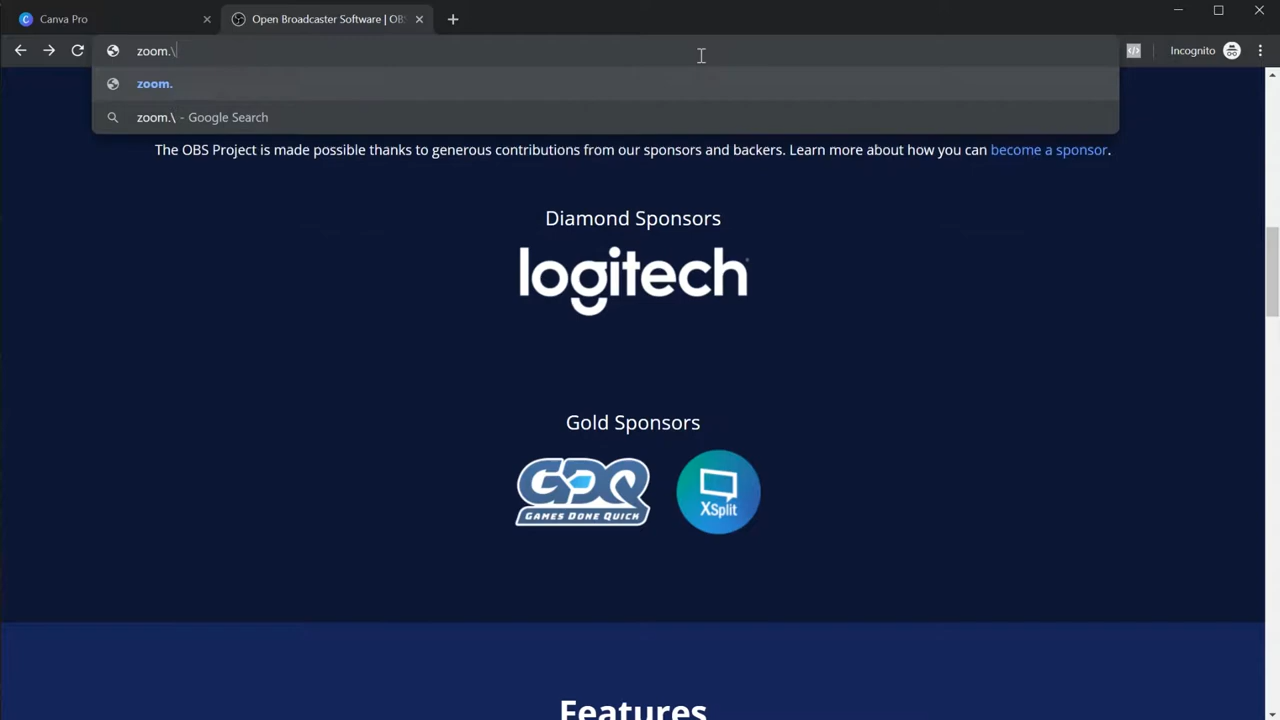 Canva Pro
Open Broadcaster Software | OB
zoom.\
Incognito
zoom.
zoom.\ - Google Search
The OBS Project is made possible thanks to generous contributions from our sponsors and backers. Learn more about how you can become a sponsor.
Diamond Sponsors
logitech
Gold Sponsors
GDQ
GAMES DONE QUICK
XSplit
Features